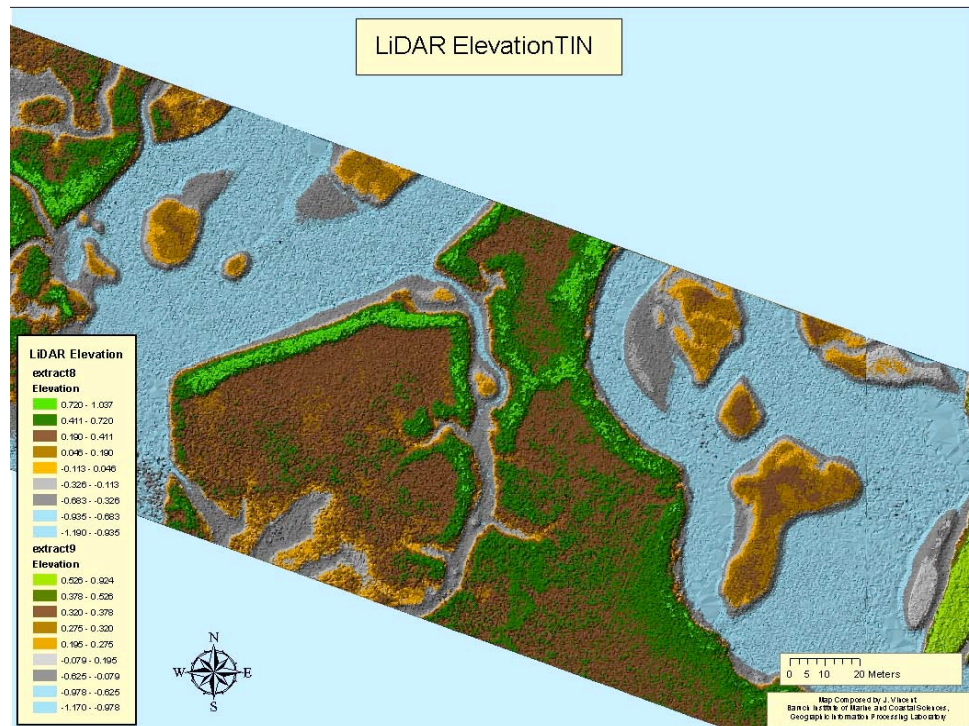 LiDAR ElevationTIN
LiDAR Elevation
extract8
Elevation
0.720 - 1.037
0.411 - 0.720
0.190 - 0.411
0.046 - 0.190
-0.113 - 0.046
-0.326 - -0.113
-0.683 - -0.326
-0.935 - -0.683
-1.190 - -0.935
extract9
Elevation
0.526 - 0.924
0.378 - 0.526
0.320 - 0.378
0.275 - 0.320
0.195 - 0.275
-0.079 - 0.195
-0.625 - -0.079
-0.978 - -0.625
-1.170 - -0.978
N
W E
S
0 5 10 20 Meters
Map Composed by J. Vincent
Baruch Institute of Marine and Coastal Sciences,
Geographic Information Processing Laboratory